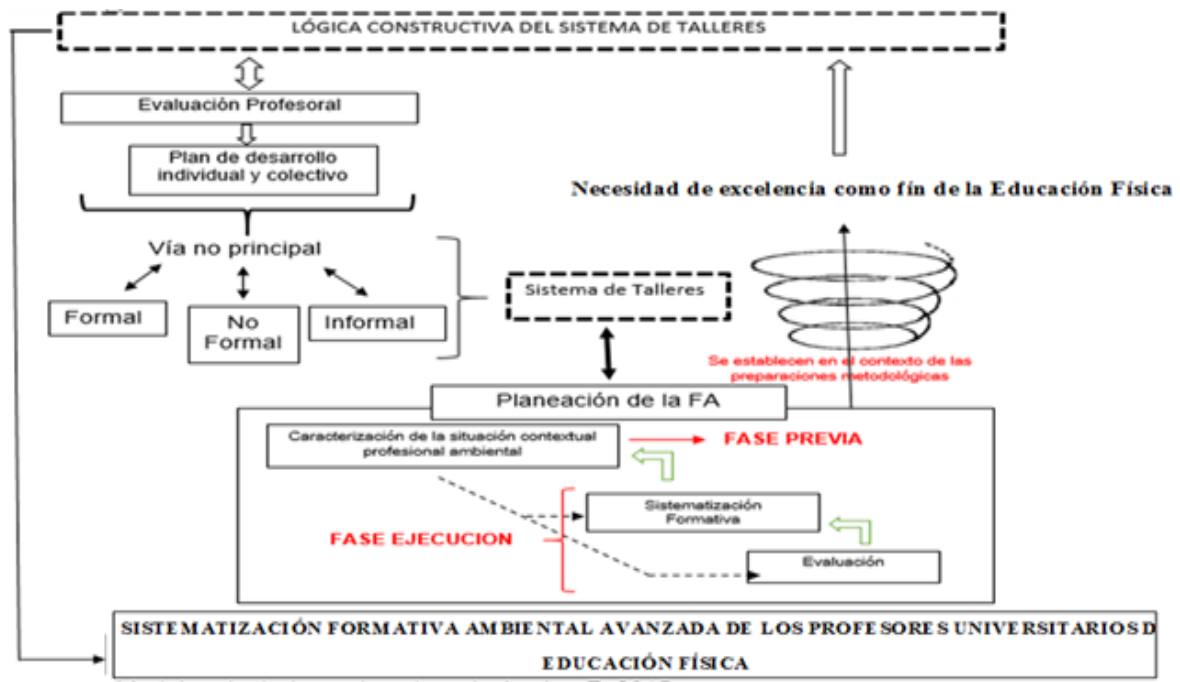 LÓGICA CONSTRUCTIVA DEL SISTEMA DE TALLERES
Evaluación Profesoral
Plan de desarrollo
individual y colectivo
Necesidad de excelencia como fín de la Educación Física
Vía no principal
Formal
No
Formal
Informal
Sistema de Talleres
Se establecen en el contexto de las
preparaciones metodológicas
Planeación de la FA
Caracterización de la situación contextual
profesional ambiental
FASE PREVIA
Sistematización
Formativa
FASE EJECUCION
Evaluación
SISTEMATIZACIÓN FORMATIVA AMBIENTAL AVANZADA DE LOS PROFESORES UNIVERSITARIOS D
EDUCACIÓN FÍSICA